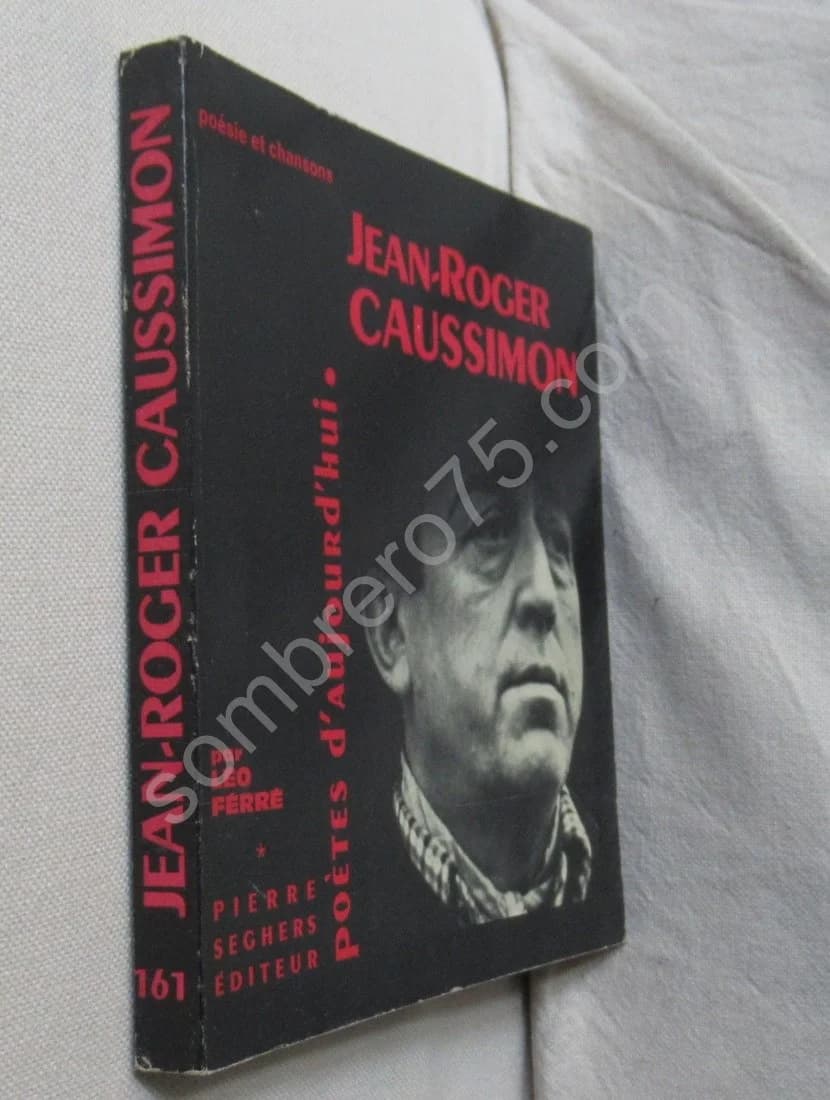 JEAN-ROGER CAUSSIMON
161
poésie et chansons
JEAN-ROGER
CAUSSIMON
POÈTES d'AUJOURd'hui.
par
LÉO
FERRÉ
*
PIERRE
SEGHERS
ÉDITEUR
sombrero75.com